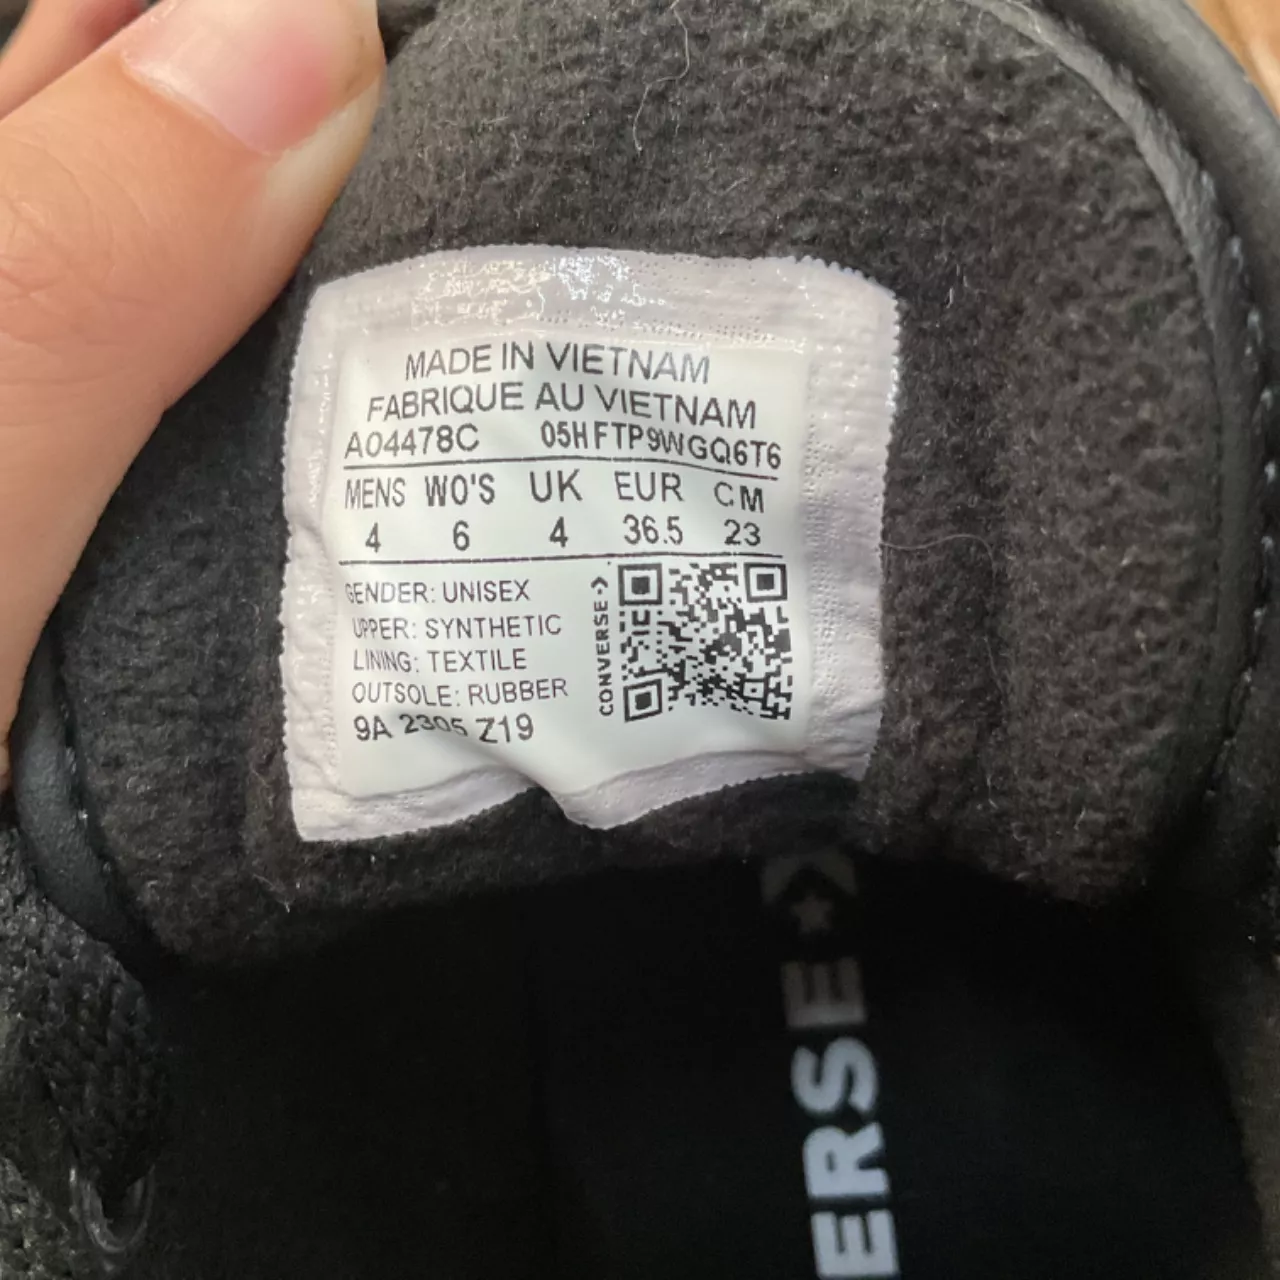 MADE IN VIETNAM
FABRIQUE AU VIETNAM
A04478C 05HFTP9WGQ6T6
MENS WO'S UK EUR CM
4 6 4 36.5 23
GENDER: UNISEX
UPPER: SYNTHETIC
LINING: TEXTILE
OUTSOLE: RUBBER
9A 2305 Z19
CONVERSE
ERSE